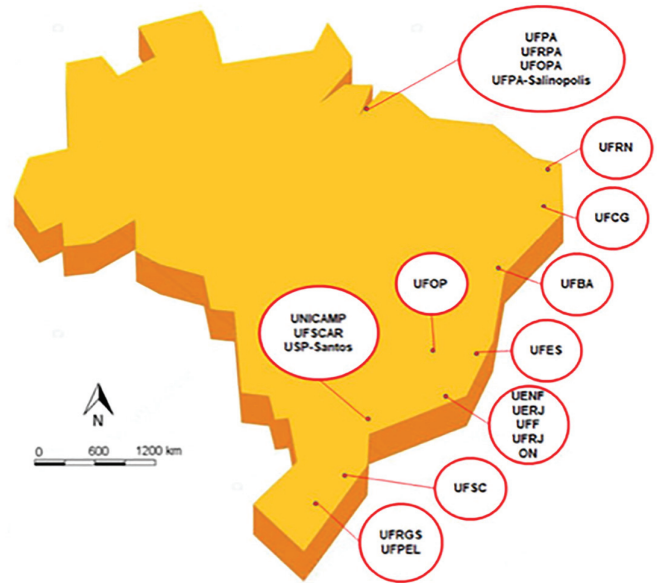 UFPA
UFRPA
UFOPA
UFPA-Salinopolis
UFRN
UFCG
UFBA
UFOP
UNICAMP
UFSCAR
USP-Santos
UFES
UENF
UERJ
UFF
UFRJ
ON
N
0 600 1200 km
UFSC
UFRGS
UFPEL